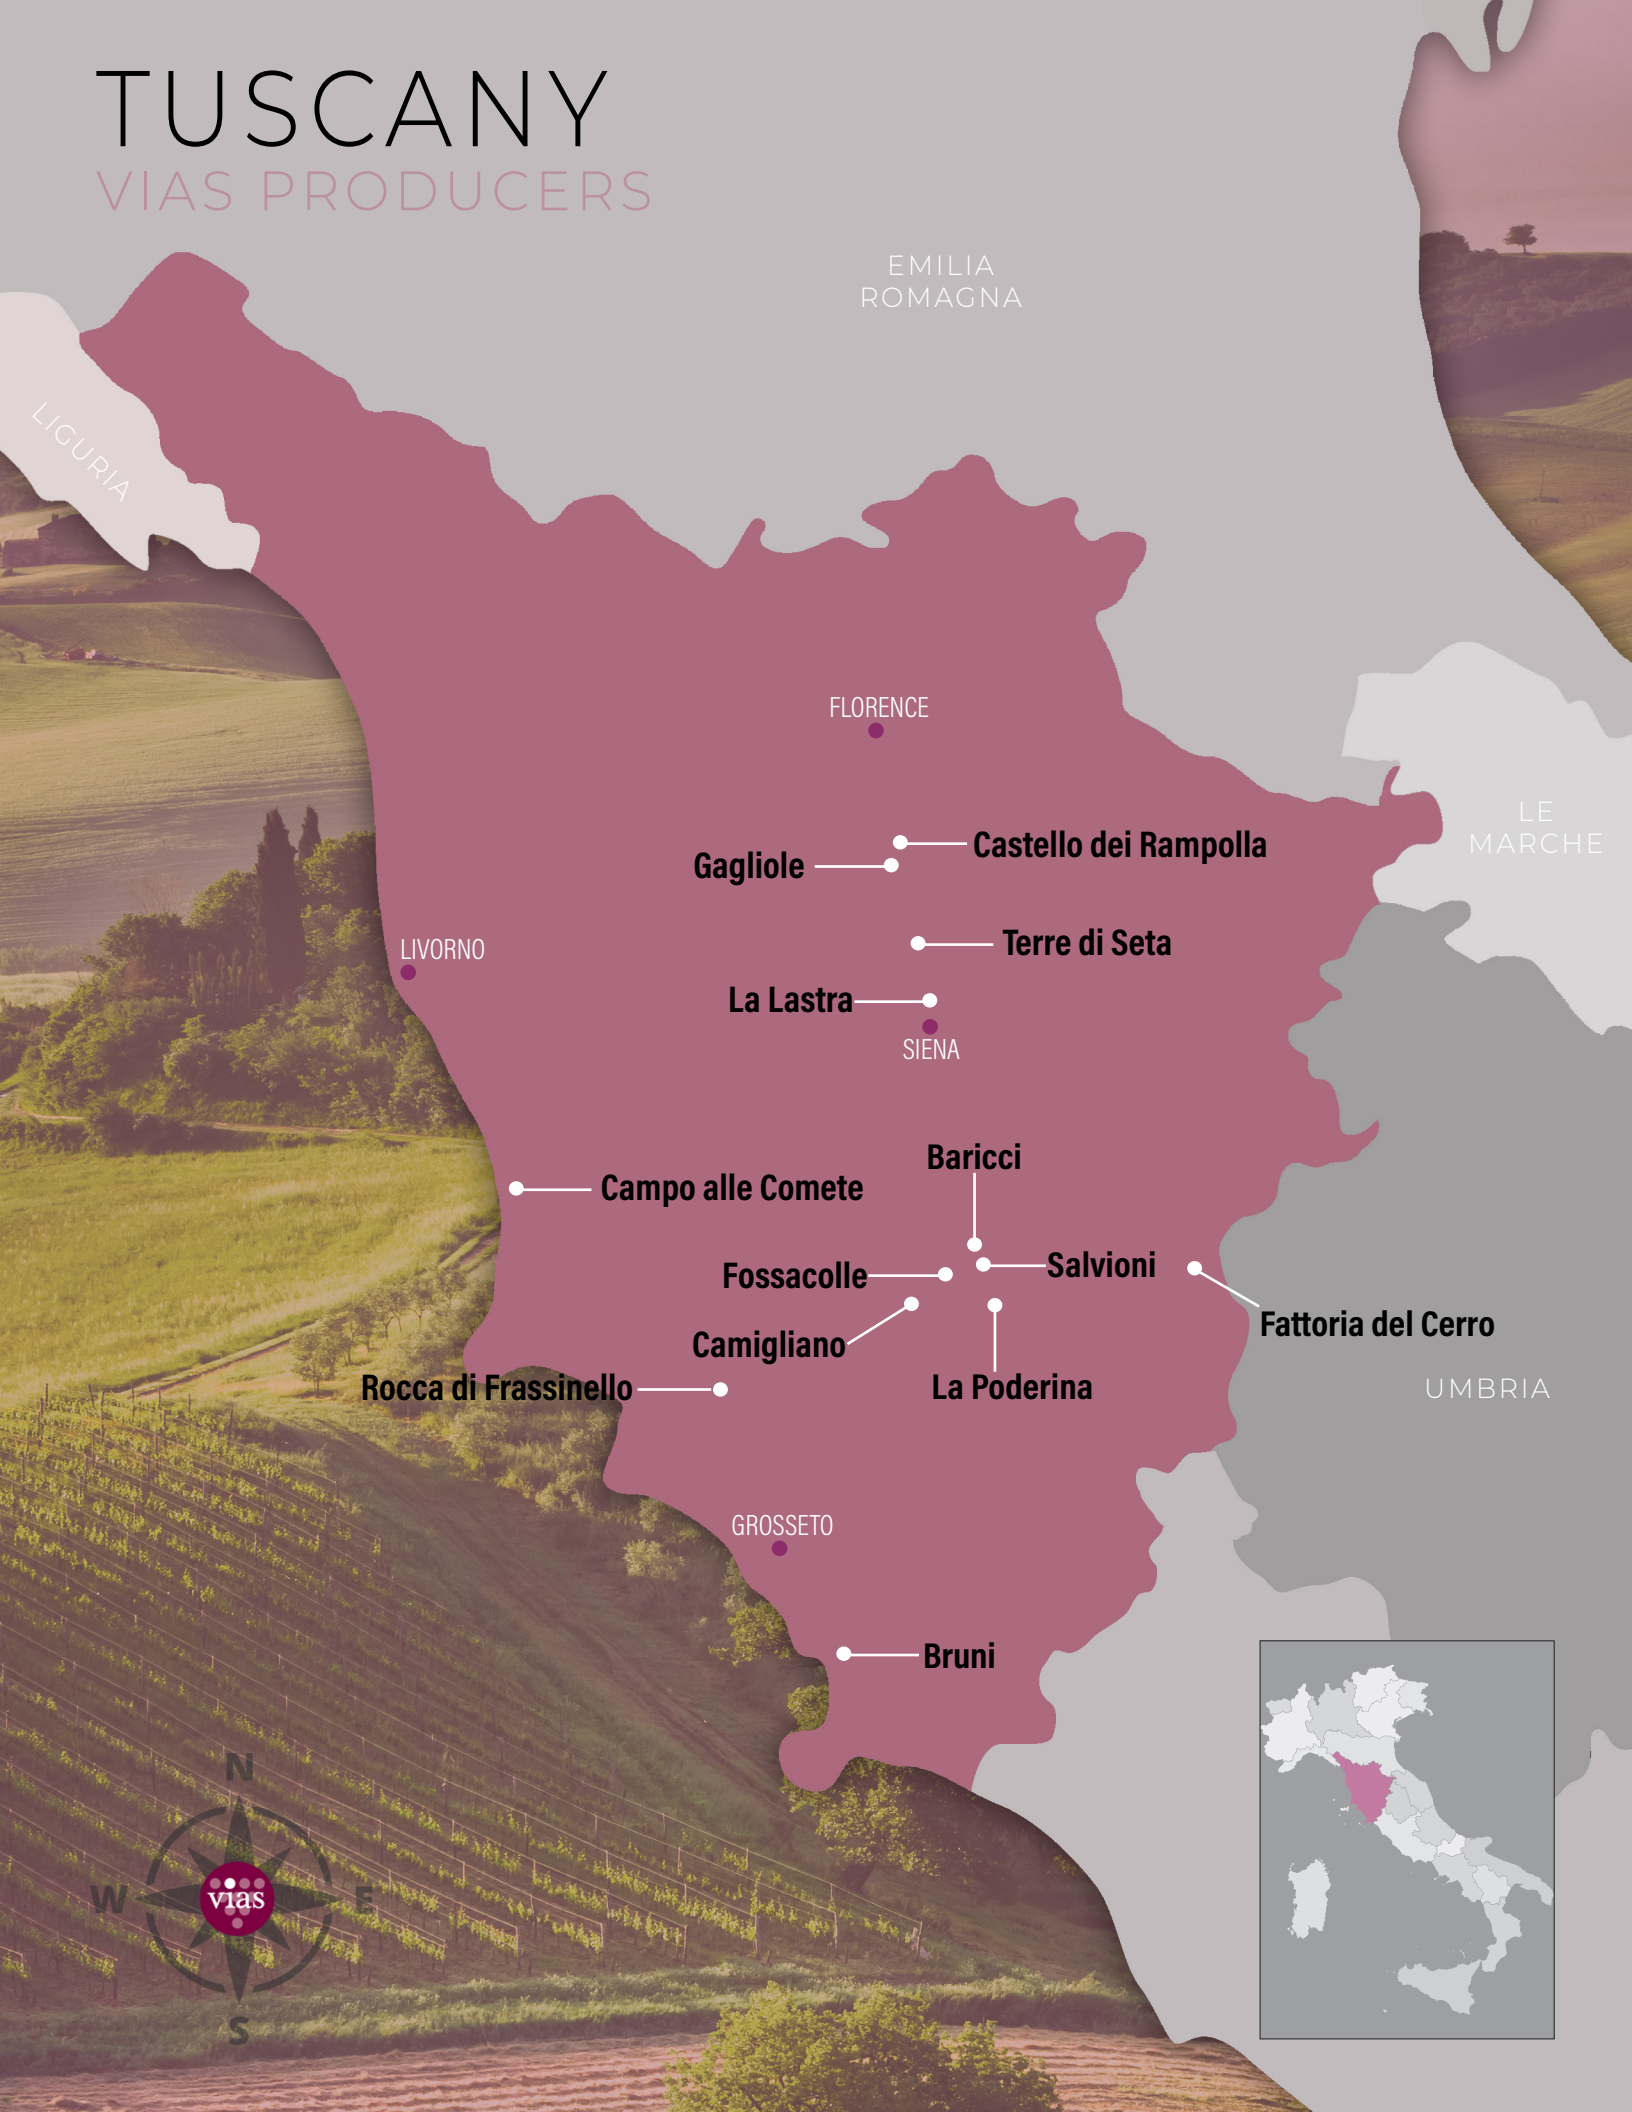 TUSCANY
VIAS PRODUCERS
EMILIA
ROMAGNA
LIGURIA
FLORENCE
LE
MARCHE
Castello dei Rampolla
Gagliole
LIVORNO
Terre di Seta
La Lastra
SIENA
Baricci
Campo alle Comete
Salvioni
Fossacolle
Fattoria del Cerro
Camigliano
Rocca di Frassinello
La Poderina
UMBRIA
GROSSETO
Bruni
N
W
vias
E
S